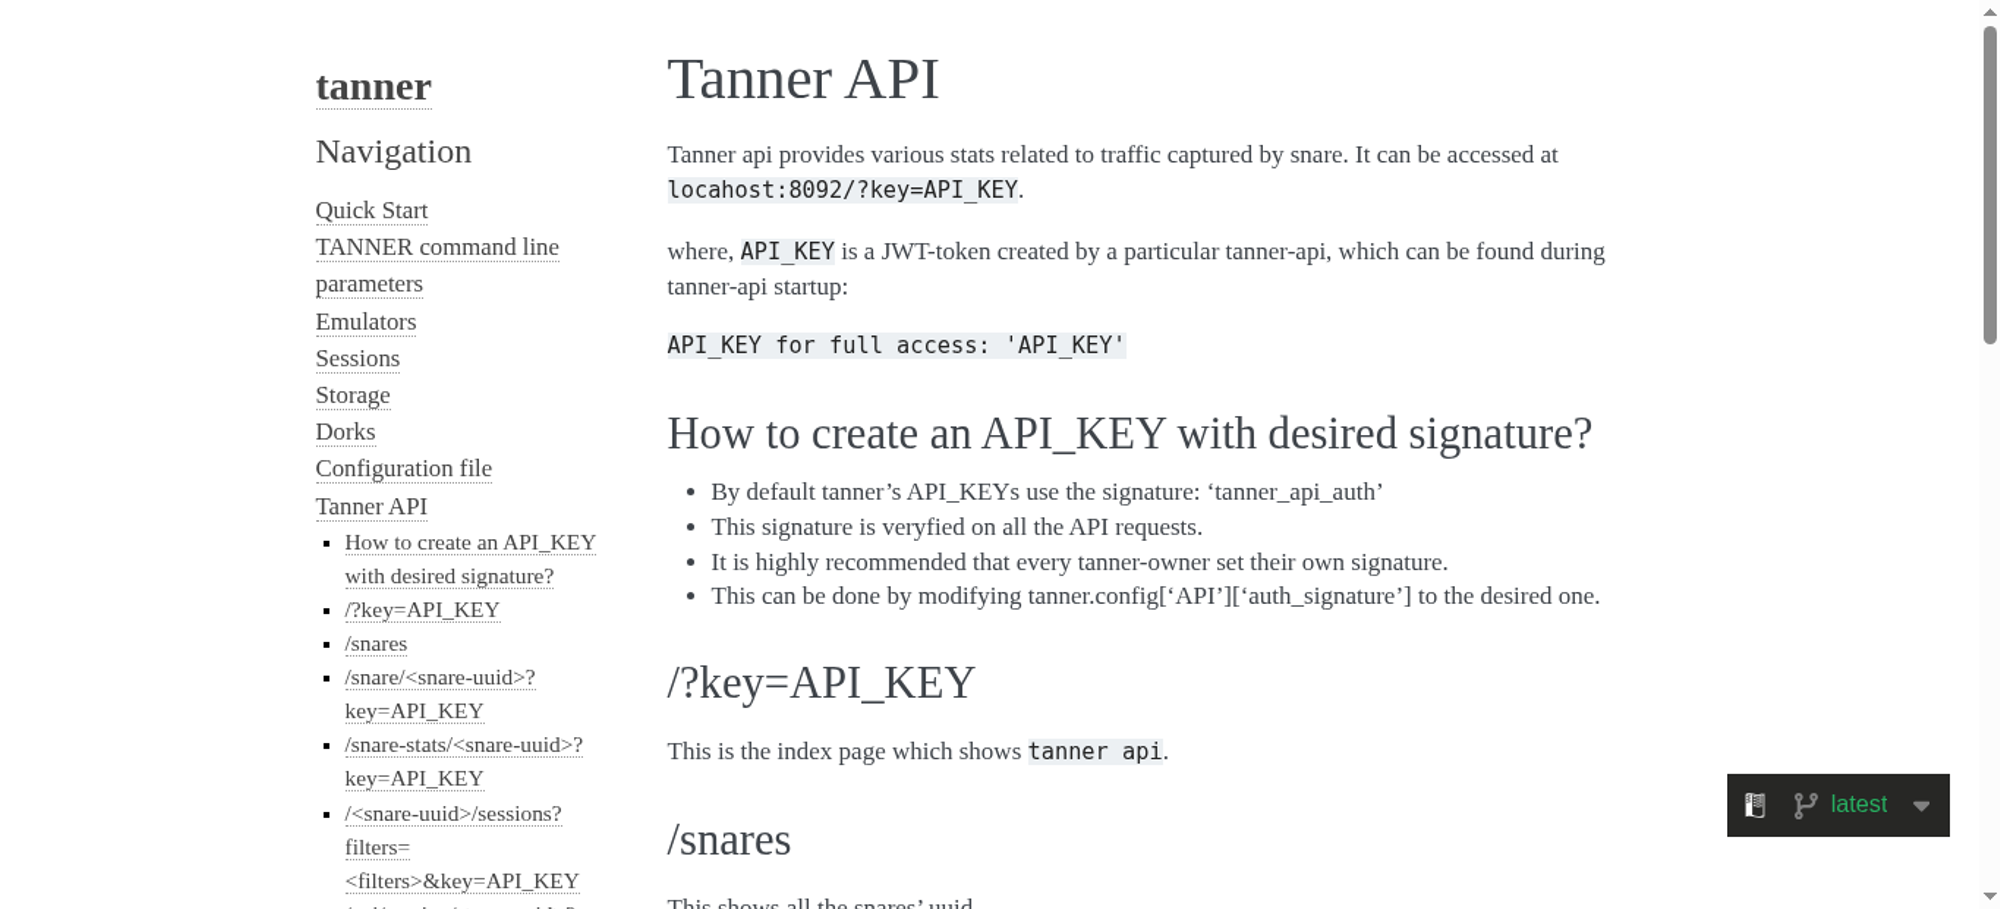 tanner
Navigation
Quick Start
TANNER command line
parameters
Emulators
Sessions
Storage
Dorks
Configuration file
Tanner API
How to create an API_KEY
with desired signature?
/?key=API_KEY
/snares
/snare/<snare-uuid>?
key=API_KEY
/snare-stats/<snare-uuid>?
key=API_KEY
/<snare-uuid>/sessions?
filters=
<filters>&key=API_KEY
Tanner API
Tanner api provides various stats related to traffic captured by snare. It can be accessed at
locahost:8092/?key=API_KEY.
where, API_KEY is a JWT-token created by a particular tanner-api, which can be found during
tanner-api startup:
API_KEY for full access: 'API_KEY'
How to create an API_KEY with desired signature?
By default tanner’s API_KEYs use the signature: ‘tanner_api_auth’
This signature is veryfied on all the API requests.
It is highly recommended that every tanner-owner set their own signature.
This can be done by modifying tanner.config[‘API’][‘auth_signature’] to the desired one.
/?key=API_KEY
This is the index page which shows tanner api.
/snares
This shows all the snares’ uuid
latest